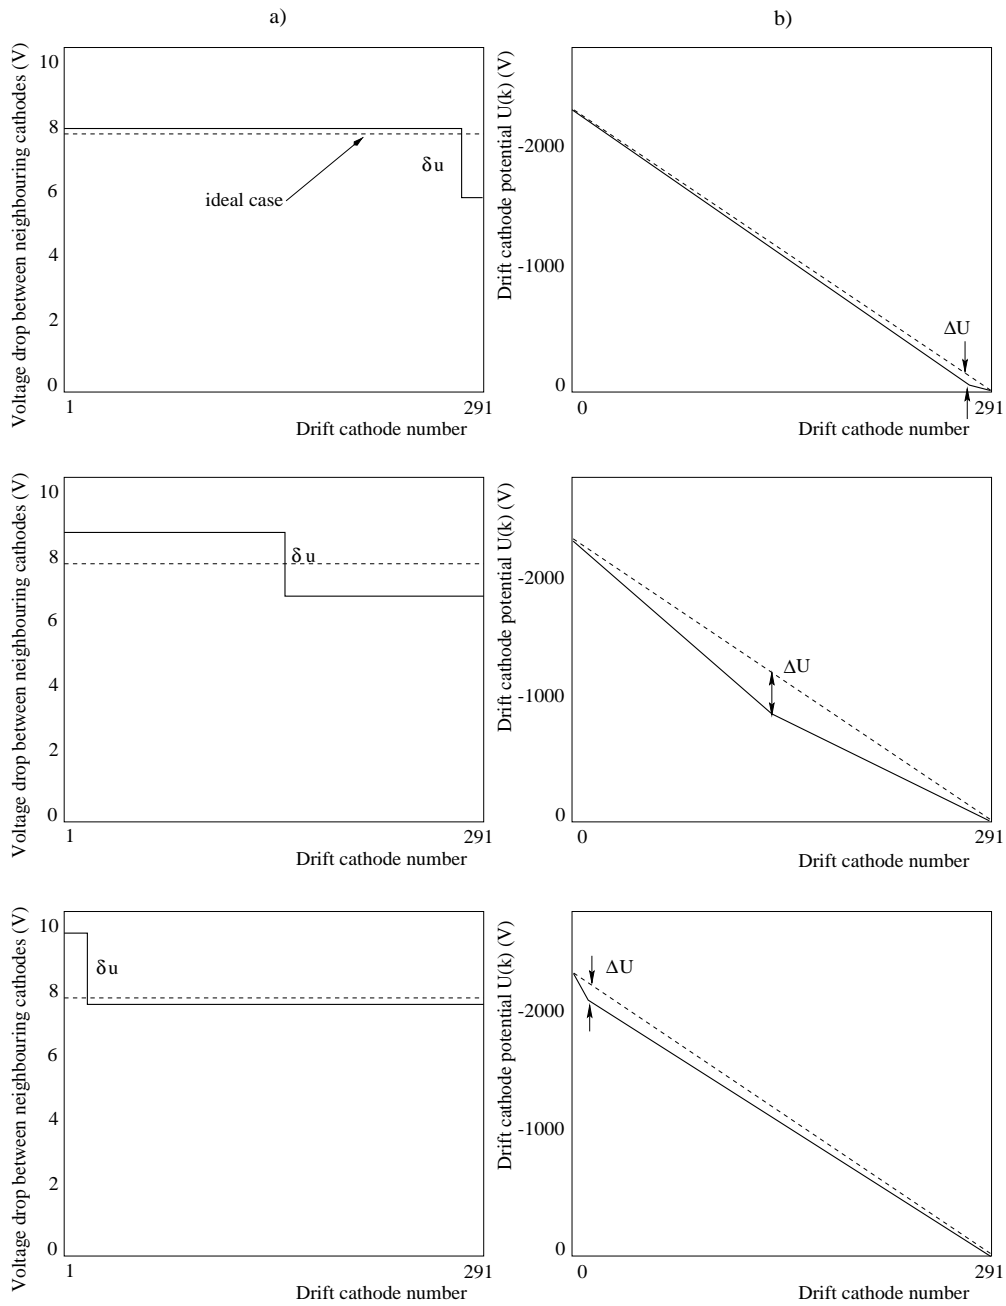 a)
b)
Voltage drop between neighbouring cathodes (V)
10
8
6
4
2
0
δu
ideal case
1
291
Drift cathode number
Drift cathode potential U(k) (V)
-2000
-1000
0
ΔU
0
291
Drift cathode number
Voltage drop between neighbouring cathodes (V)
10
8
6
4
2
0
δu
1
291
Drift cathode number
Drift cathode potential U(k) (V)
-2000
-1000
0
ΔU
0
291
Drift cathode number
Voltage drop between neighbouring cathodes (V)
10
8
6
4
2
0
δu
1
291
Drift cathode number
Drift cathode potential U(k) (V)
-2000
-1000
0
ΔU
0
291
Drift cathode number